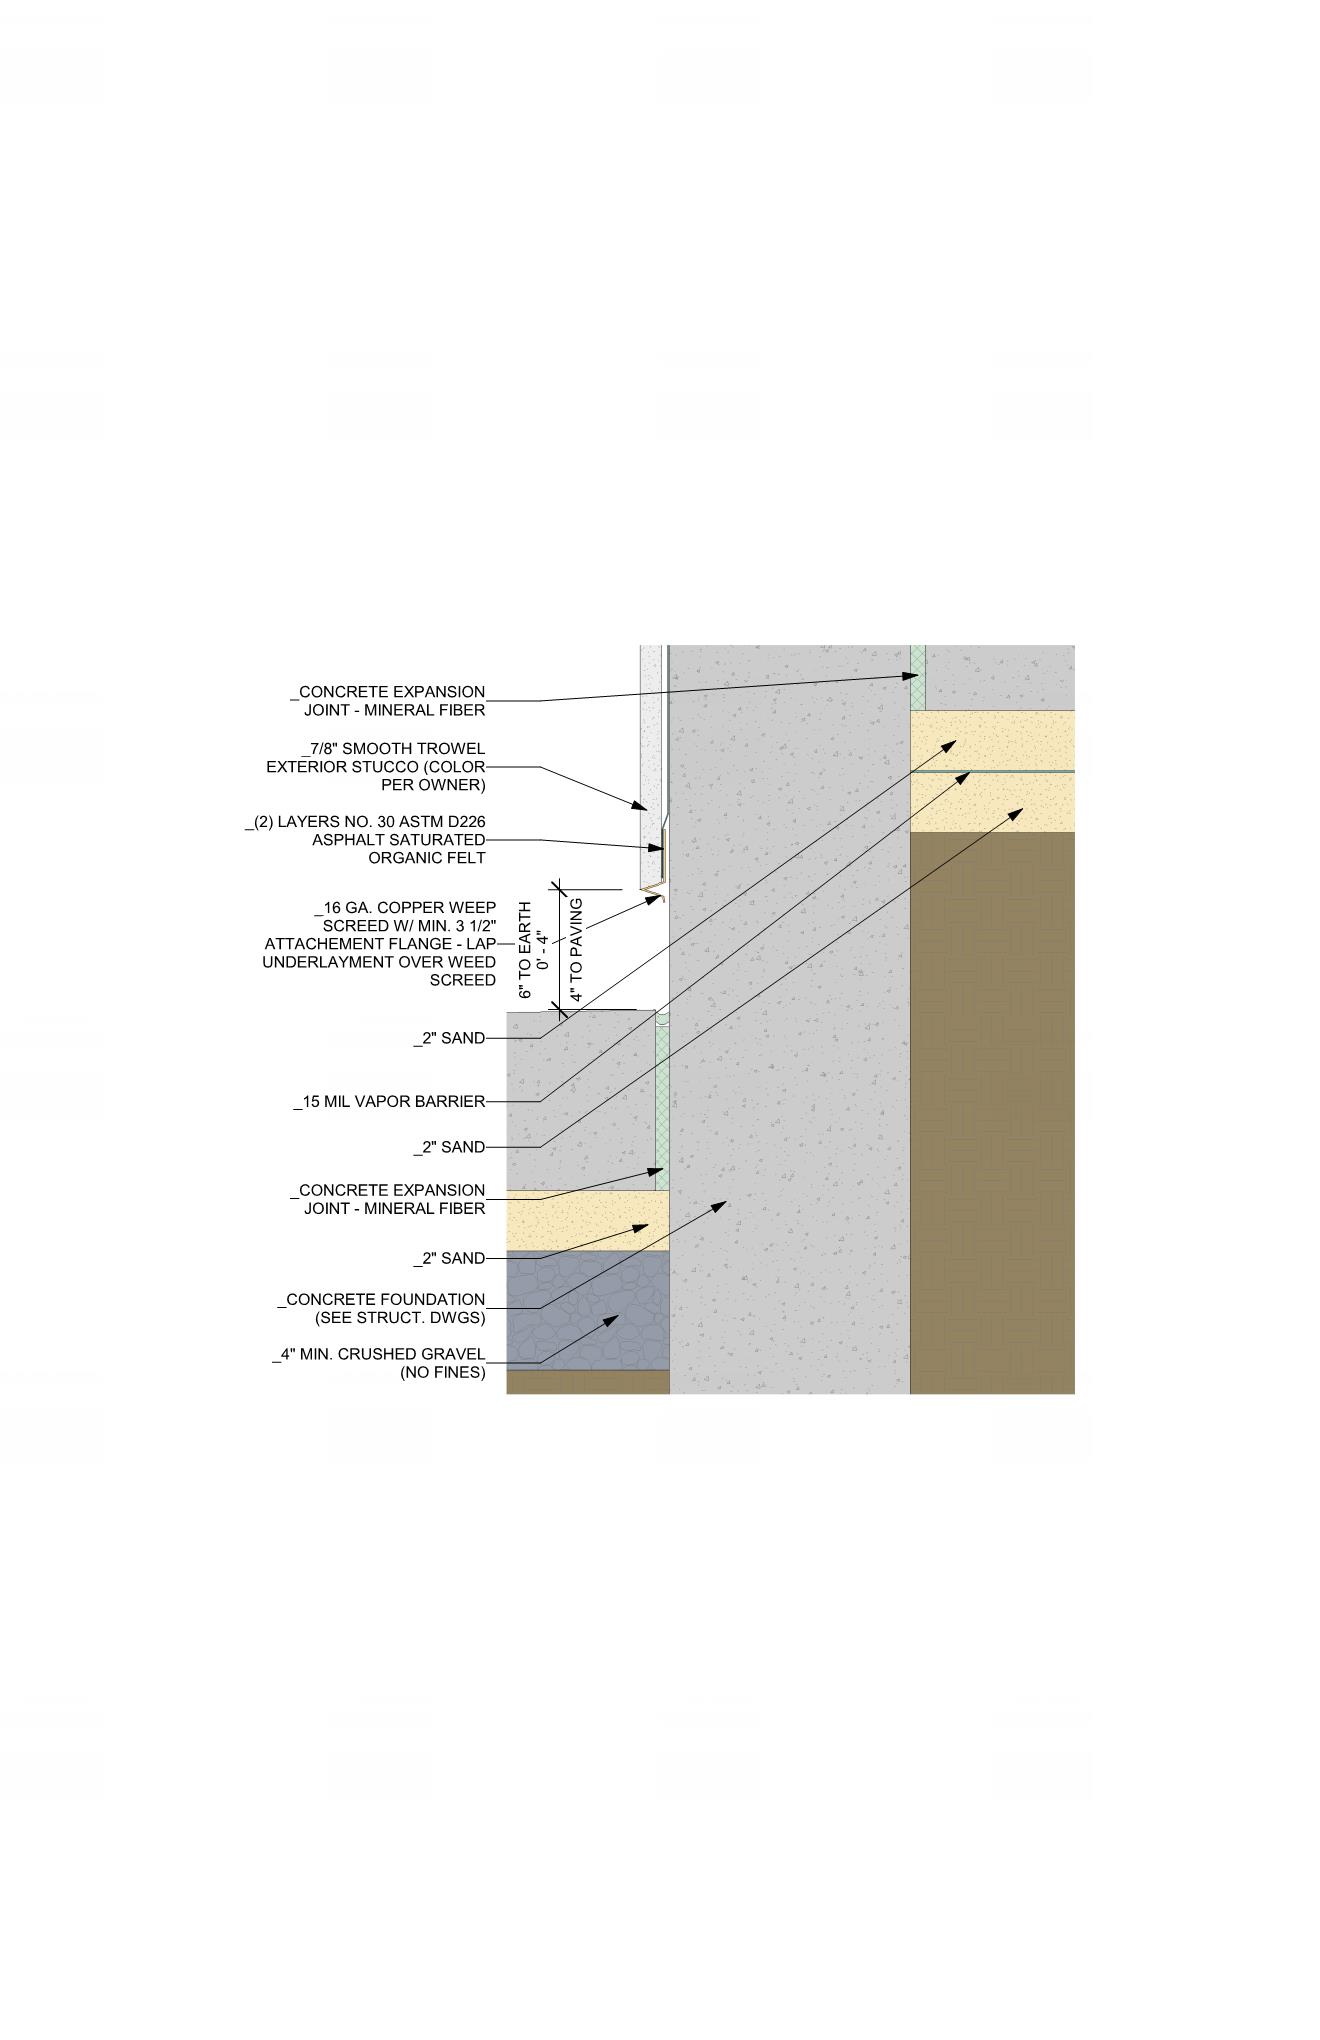 _CONCRETE EXPANSION
JOINT - MINERAL FIBER
_7/8" SMOOTH TROWEL
EXTERIOR STUCCO (COLOR
PER OWNER)
_(2) LAYERS NO. 30 ASTM D226
ASPHALT SATURATED
ORGANIC FELT
_16 GA. COPPER WEEP
SCREED W/ MIN. 3 1/2"
ATTACHEMENT FLANGE - LAP
UNDERLAYMENT OVER WEED
SCREED
6" TO EARTH
0' - 4"
4" TO PAVING
_2" SAND
_15 MIL VAPOR BARRIER
_2" SAND
_CONCRETE EXPANSION
JOINT - MINERAL FIBER
_2" SAND
_CONCRETE FOUNDATION
(SEE STRUCT. DWGS)
_4" MIN. CRUSHED GRAVEL
(NO FINES)